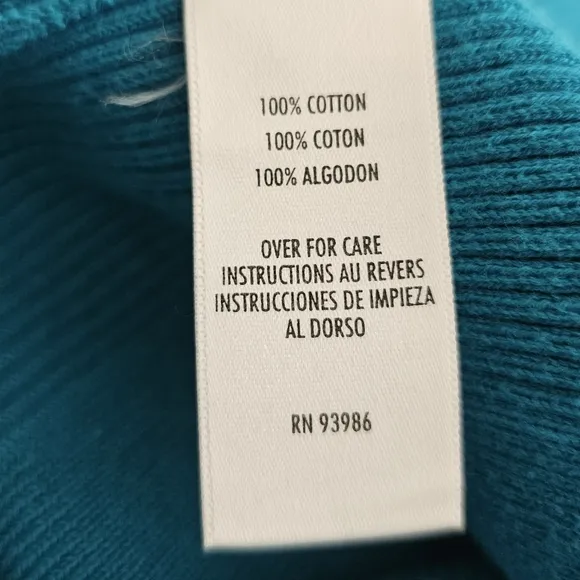 100% COTTON
100% COTON
100% ALGODON
OVER FOR CARE
INSTRUCTIONS AU REVERS
INSTRUCCIONES DE IMPIEZA
AL DORSO
RN 93986